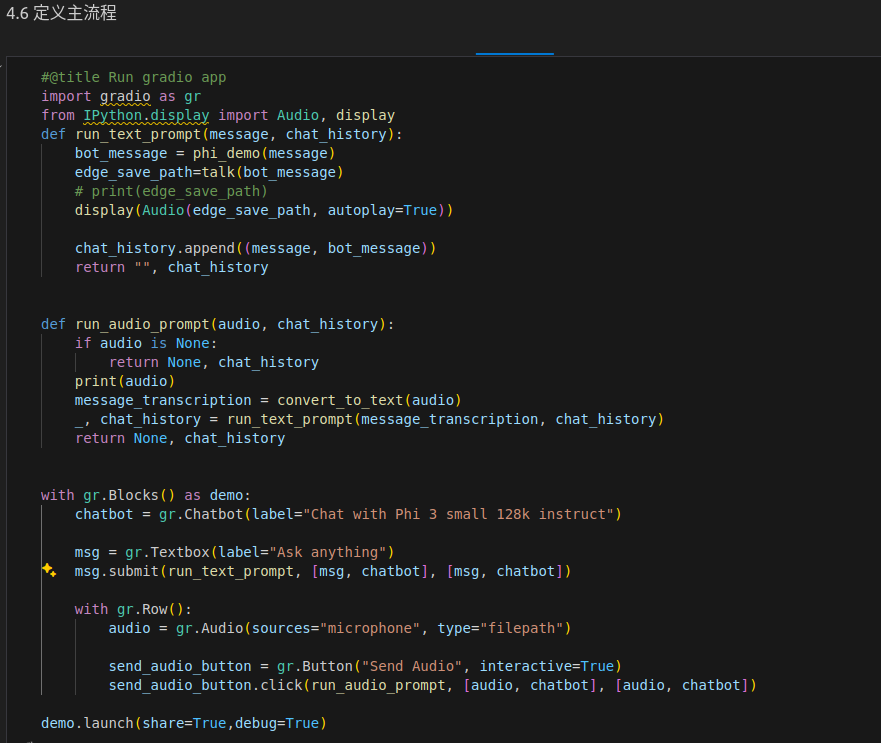 4.6 定义主流程
#@title Run gradio app
import gradio as gr
from IPython.display import Audio, display
def run_text_prompt(message, chat_history):
    bot_message = phi_demo(message)
    edge_save_path=talk(bot_message)
    # print(edge_save_path)
    display(Audio(edge_save_path, autoplay=True))
    chat_history.append((message, bot_message))
    return "", chat_history
def run_audio_prompt(audio, chat_history):
    if audio is None:
        return None, chat_history
    print(audio)
    message_transcription = convert_to_text(audio)
    _, chat_history = run_text_prompt(message_transcription, chat_history)
    return None, chat_history
with gr.Blocks() as demo:
    chatbot = gr.Chatbot(label="Chat with Phi 3 small 128k instruct")
    msg = gr.Textbox(label="Ask anything")
    msg.submit(run_text_prompt, [msg, chatbot], [msg, chatbot])
    with gr.Row():
        audio = gr.Audio(sources="microphone", type="filepath")
        send_audio_button = gr.Button("Send Audio", interactive=True)
        send_audio_button.click(run_audio_prompt, [audio, chatbot], [audio, chatbot])
demo.launch(share=True,debug=True)